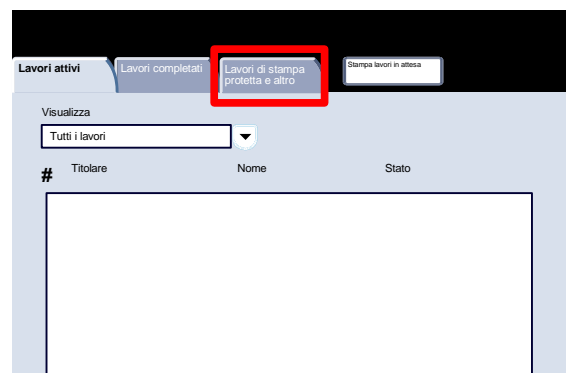 Lavori attivi
Lavori completati
Lavori di stampa
protetta e altro
Stampa lavori in attesa
Visualizza
Tutti i lavori
# Titolare Nome Stato